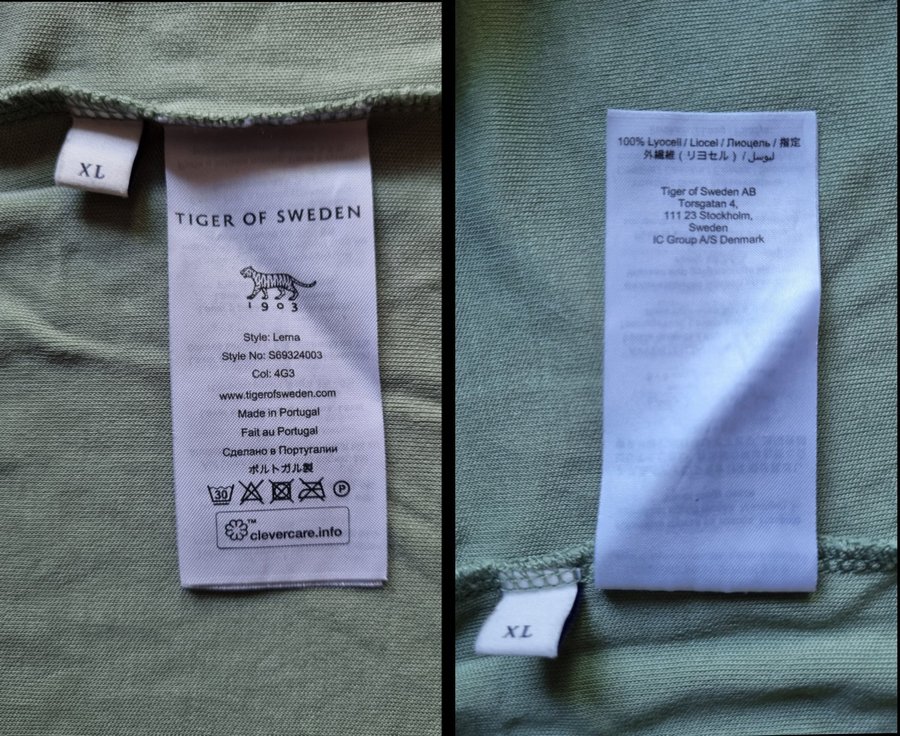 XL
TIGER OF SWEDEN
1903
Style: Lerna
Style No: S69324003
Col: 4G3
www.tigerofsweden.com
Made in Portugal
Fait au Portugal
Сделано в Португалии
ポルトガル製
30
P
™
clevercare.info
100% Lyocell / Liocel / Лиоцель / 指定
外繊維 ( リヨセル ) / ليوسل
Tiger of Sweden AB
Torsgatan 4,
111 23 Stockholm,
Sweden
IC Group A/S Denmark
XL